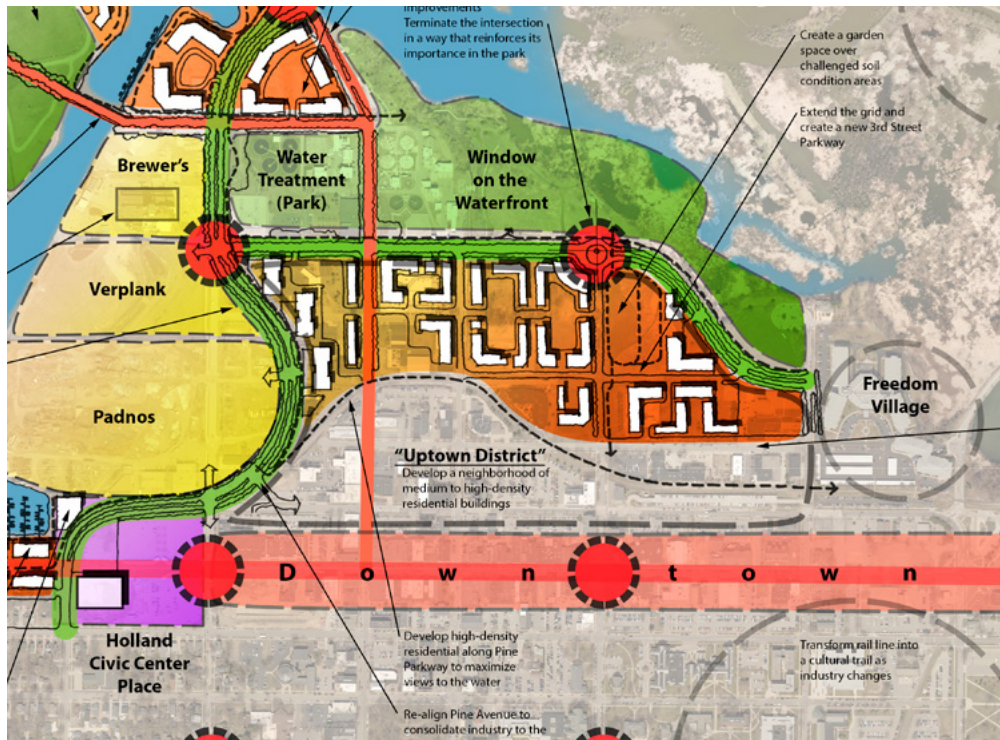 improvements
Terminate the intersection
in a way that reinforces its
importance in the park
Create a garden
space over
challenged soil
condition areas
Extend the grid and
create a new 3rd Street
Parkway
Brewer's
Water
Treatment
(Park)
Window
on the
Waterfront
Verplank
Padnos
Freedom
Village
"Uptown District"
Develop a neighborhood of
medium to high-density
residential buildings
Downtown
Holland
Civic Center
Place
Develop high-density
residential along Pine
Parkway to maximize
views to the water
Transform rail line into
a cultural trail as
industry changes
Re-align Pine Avenue to
consolidate industry to the